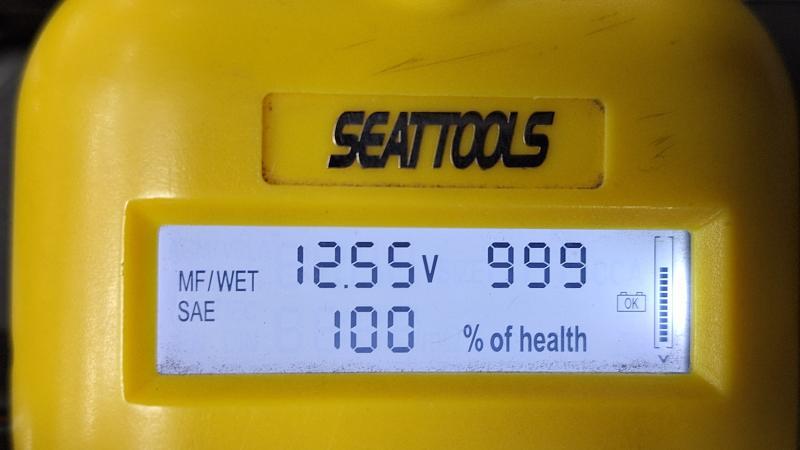 SEATTOOLS
MF/WET 12.55V 999
SAE 100 % of health
OK